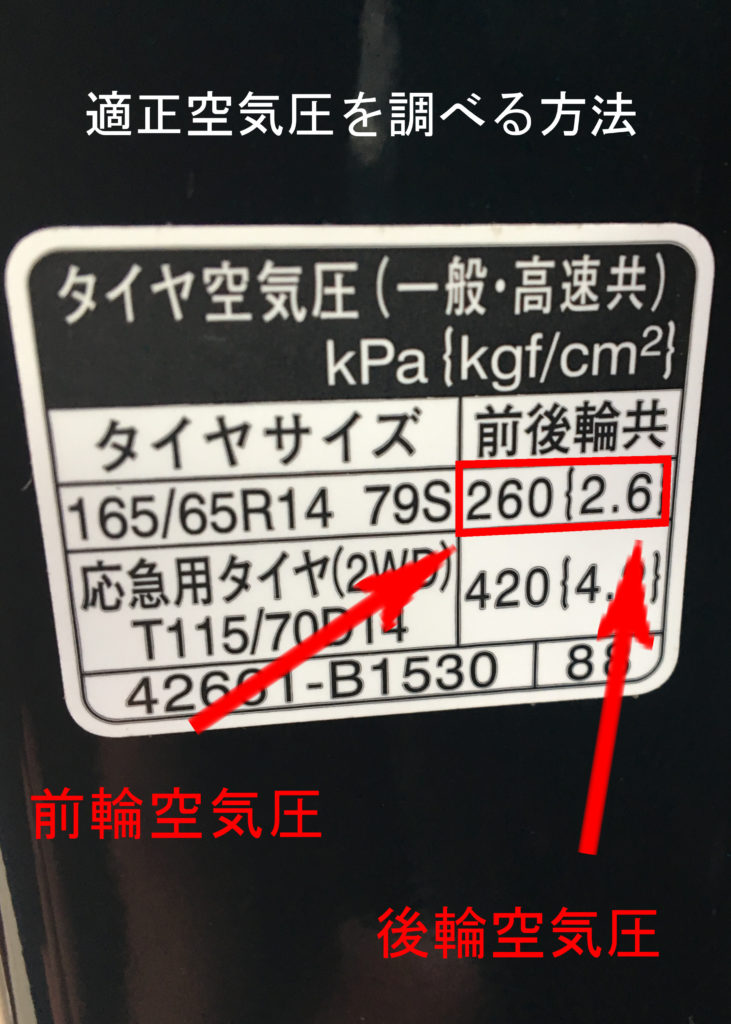 適正空気圧を調べる方法
タイヤ空気圧(一般・高速共)
kPa{kgf/cm²}
タイヤサイズ 前後輪共
165/65R14 79S 260{2.6}
応急用タイヤ(2WD)
T115/70D14 420{4.
B1530 88
前輪空気圧
後輪空気圧